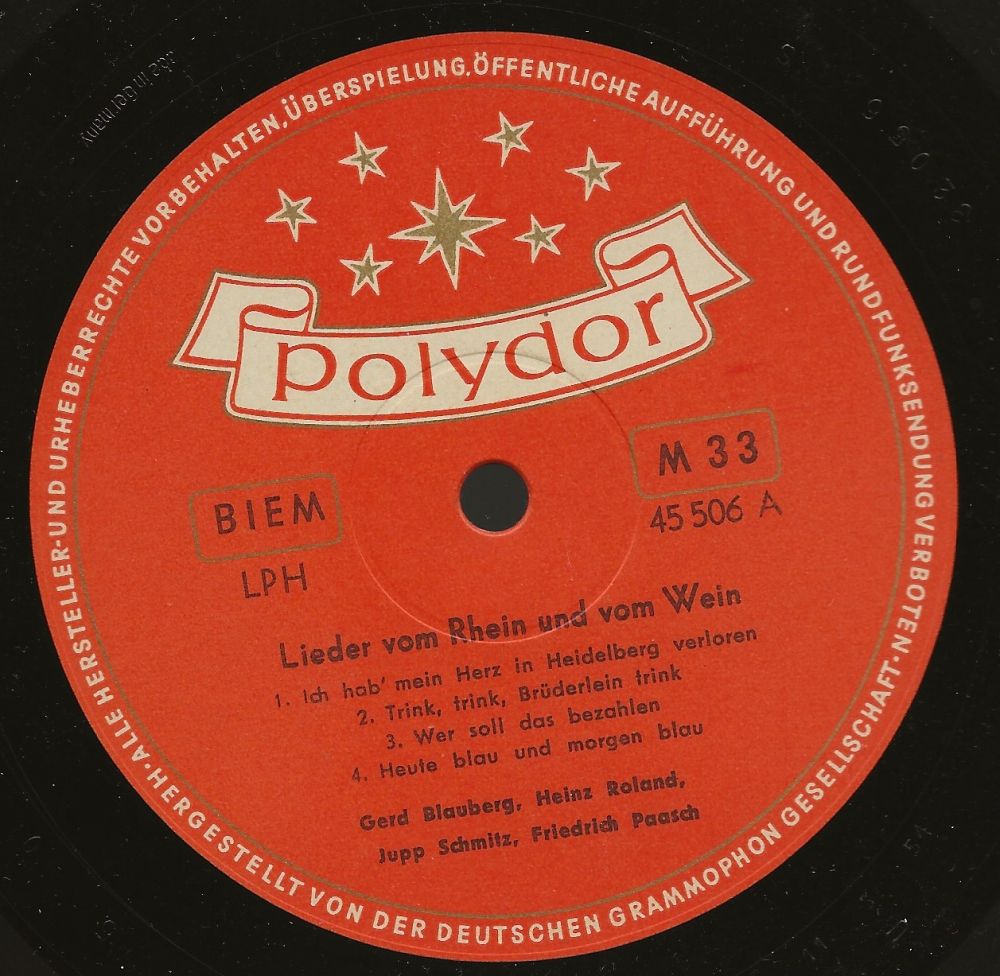 ALLE HERSTELLER-UND URHEBERRECHTE VORBEHALTEN, ÜBERSPIELUNG, ÖFFENTLICHE AUFFÜHRUNG UND RUNDFUNKSENDUNG VERBOTEN · HERGESTELLT VON DER DEUTSCHEN GRAMMOPHON GESELLSCHAFT ·
Polydor
BIEM
M 33
LPH
45 506 A
Lieder vom Rhein und vom Wein
1. Ich hab' mein Herz in Heidelberg verloren
2. Trink, trink, Brüderlein trink
3. Wer soll das bezahlen
4. Heute blau und morgen blau
Gerd Blauberg, Heinz Roland,
Jupp Schmitz, Friedrich Paasch